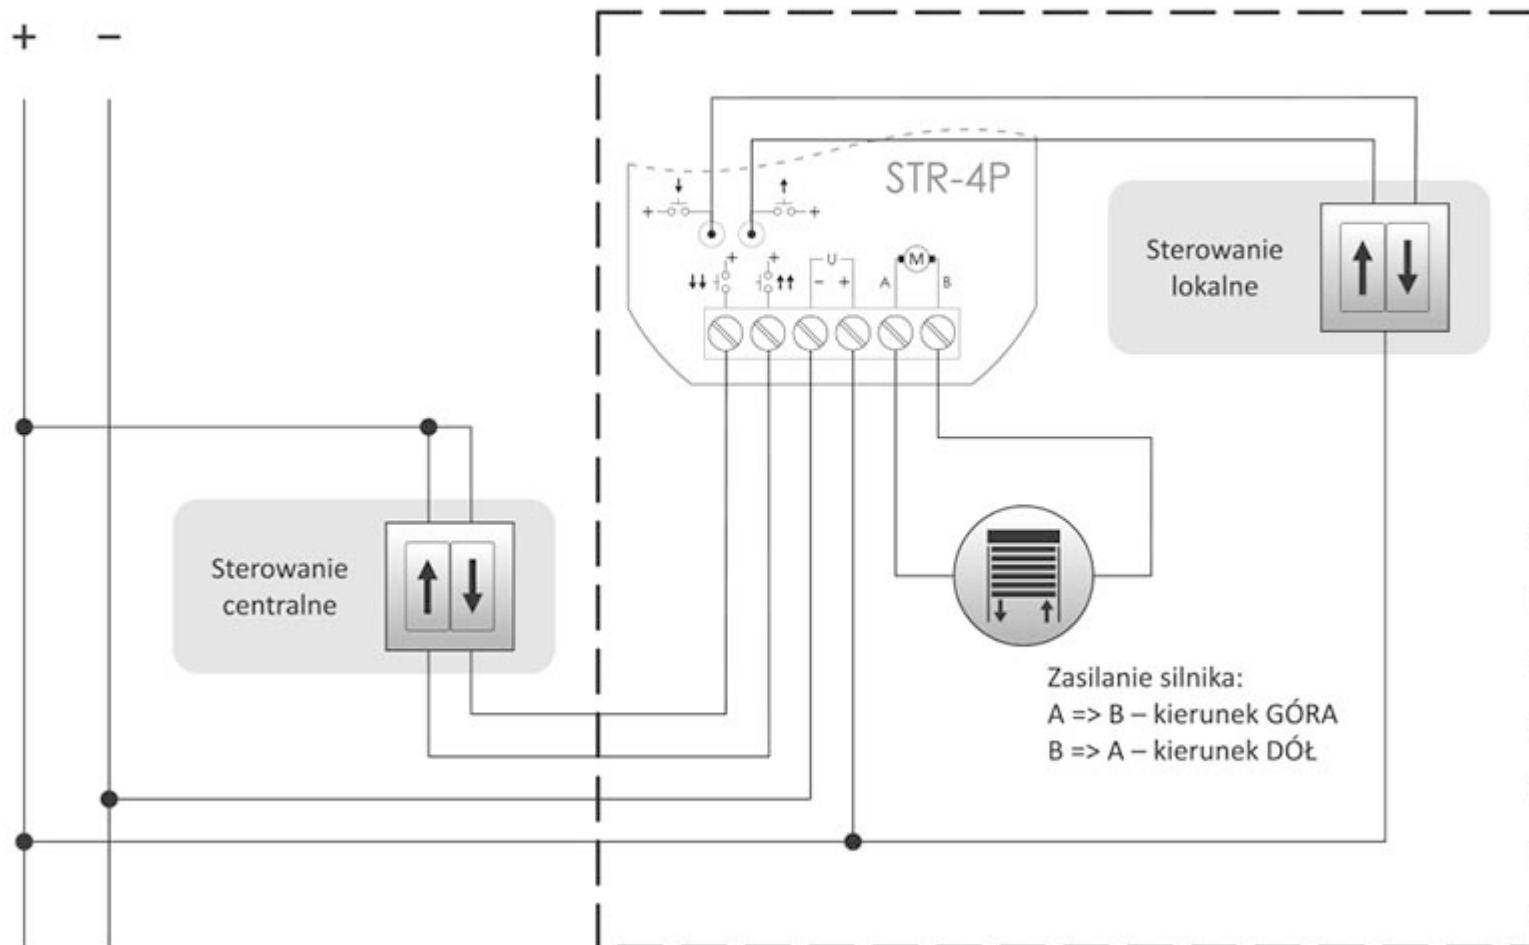 + −
STR-4P
+ +
+ + U M
− + A B
Sterowanie
lokalne
Sterowanie
centralne
Zasilanie silnika:
A => B – kierunek GÓRA
B => A – kierunek DÓŁ